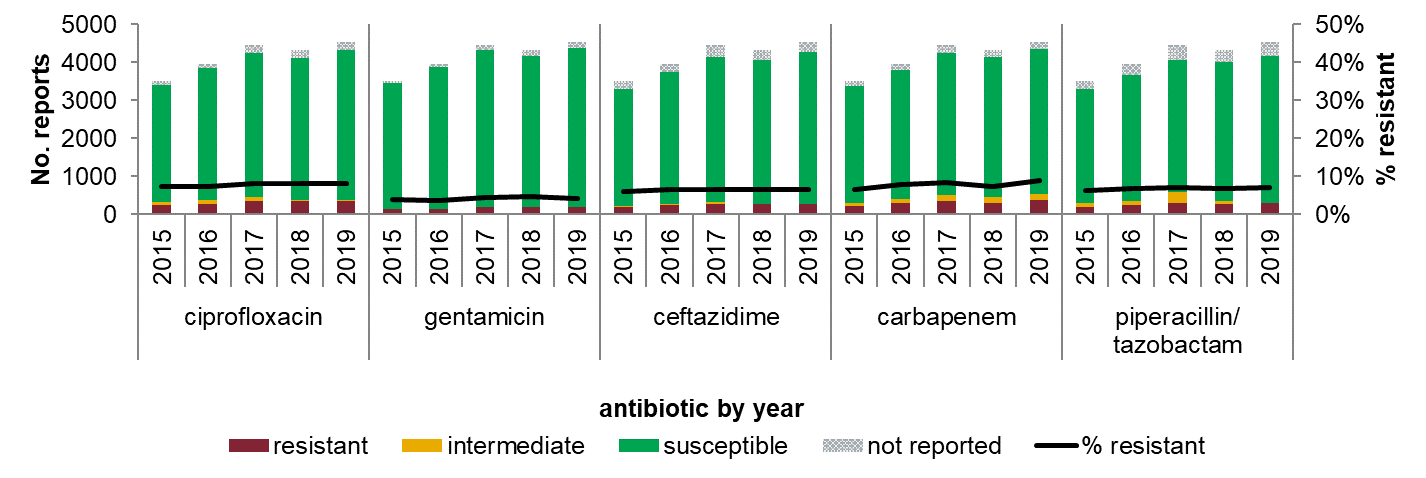 No. reports
5000
4000
3000
2000
1000
0
50%
40%
30%
20%
10%
0%
% resistant
2015 2016 2017 2018 2019 2015 2016 2017 2018 2019 2015 2016 2017 2018 2019 2015 2016 2017 2018 2019 2015 2016 2017 2018 2019
ciprofloxacin gentamicin ceftazidime carbapenem piperacillin/
tazobactam
antibiotic by year
resistant intermediate susceptible not reported % resistant